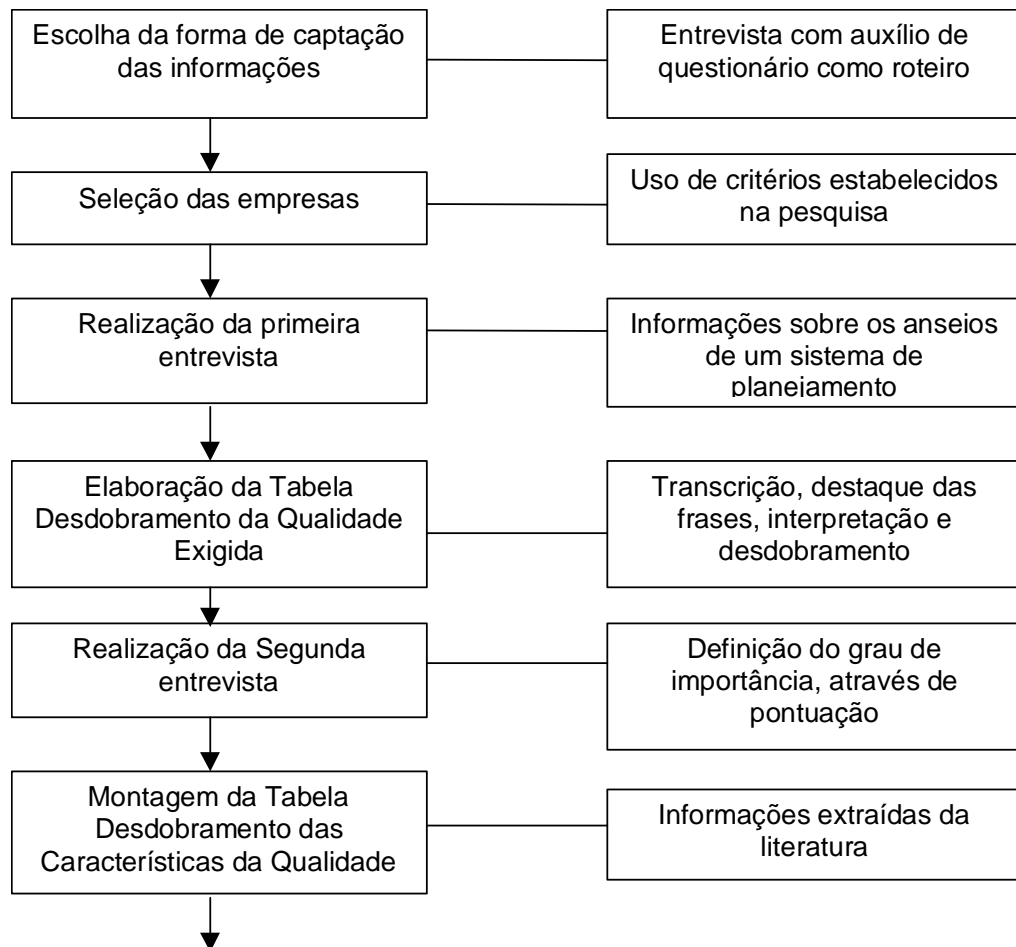 Escolha da forma de captação
das informações
Entrevista com auxílio de
questionário como roteiro
Seleção das empresas
Uso de critérios estabelecidos
na pesquisa
Realização da primeira
entrevista
Informações sobre os anseios
de um sistema de
planejamento
Elaboração da Tabela
Desdobramento da Qualidade
Exigida
Transcrição, destaque das
frases, interpretação e
desdobramento
Realização da Segunda
entrevista
Definição do grau de
importância, através de
pontuação
Montagem da Tabela
Desdobramento das
Características da Qualidade
Informações extraídas da
literatura